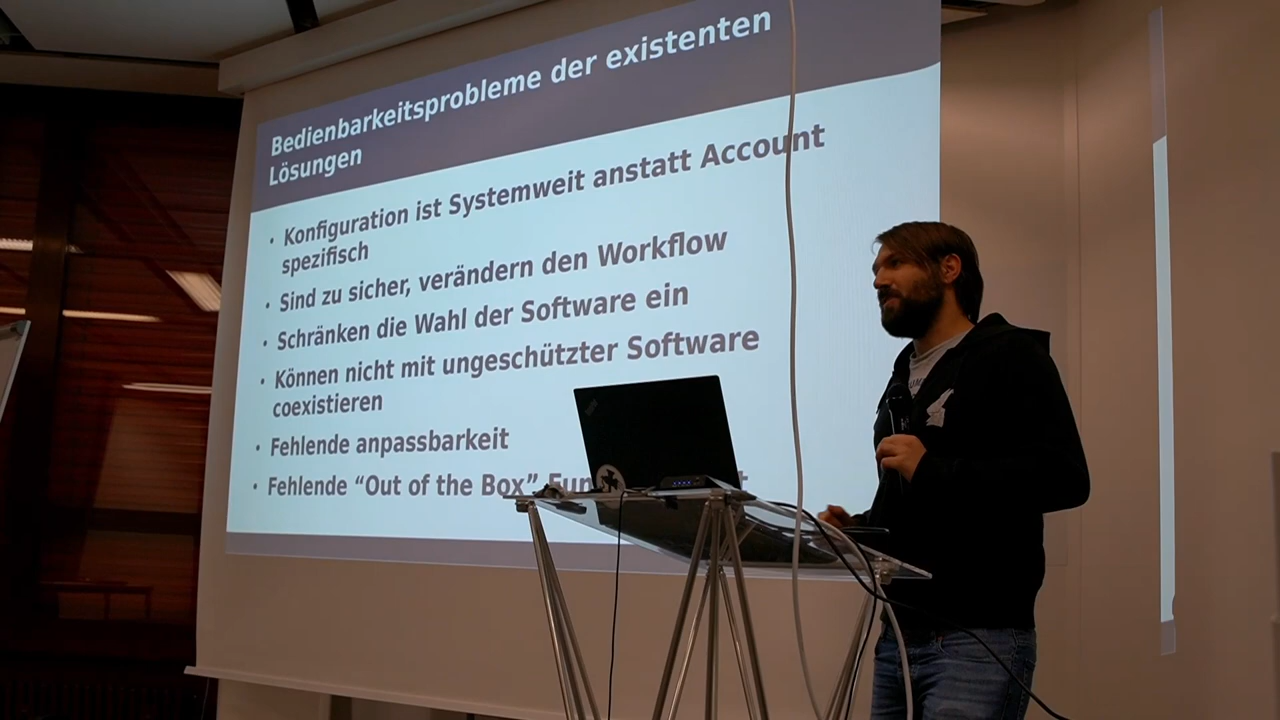 Bedienbarkeitsprobleme der existenten
Lösungen
• Konfiguration ist Systemweit anstatt Account
spezifisch
• Sind zu sicher, verändern den Workflow
• Schränken die Wahl der Software ein
• Können nicht mit ungeschützter Software
coexistieren
• Fehlende anpassbarkeit
• Fehlende “Out of the Box”